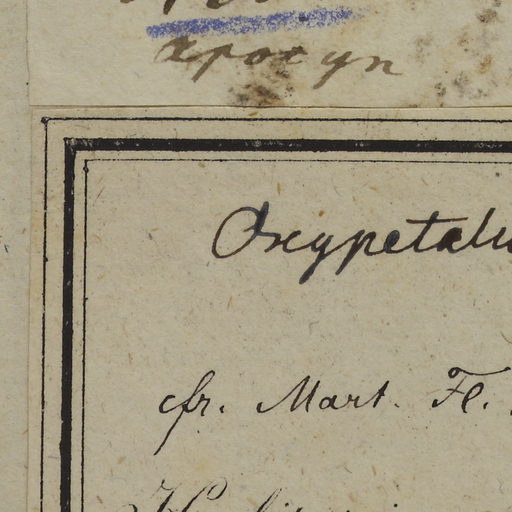 apocyn
Oxypetalu
cfr. Mart. Fl.